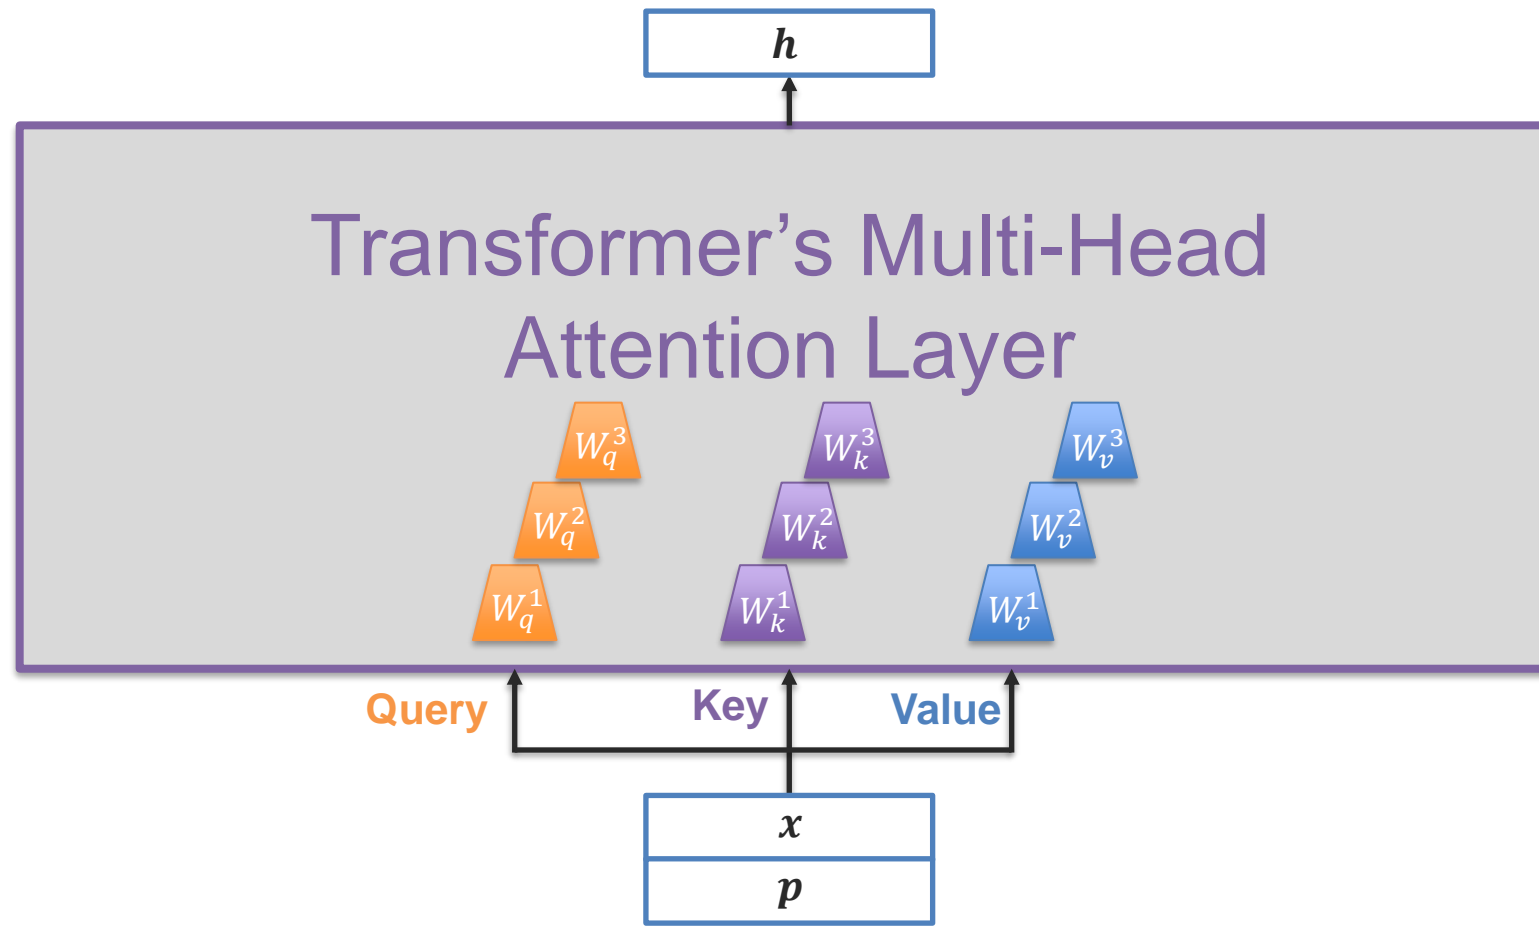 h
Transformer’s Multi-Head
Attention Layer
W_q^3 W_k^3 W_v^3
W_q^2 W_k^2 W_v^2
W_q^1 W_k^1 W_v^1
Query Key Value
x
p